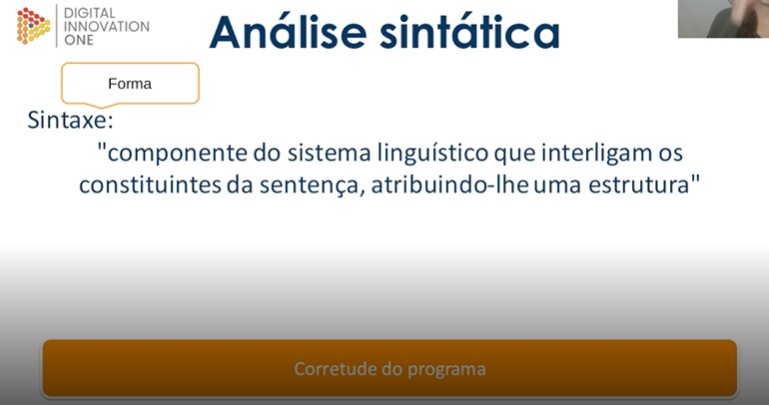 DIGITAL
INNOVATION
ONE
Análise sintática
Forma
Sintaxe:
"componente do sistema linguístico que interligam os
constituintes da sentença, atribuindo-lhe uma estrutura"
Corretude do programa